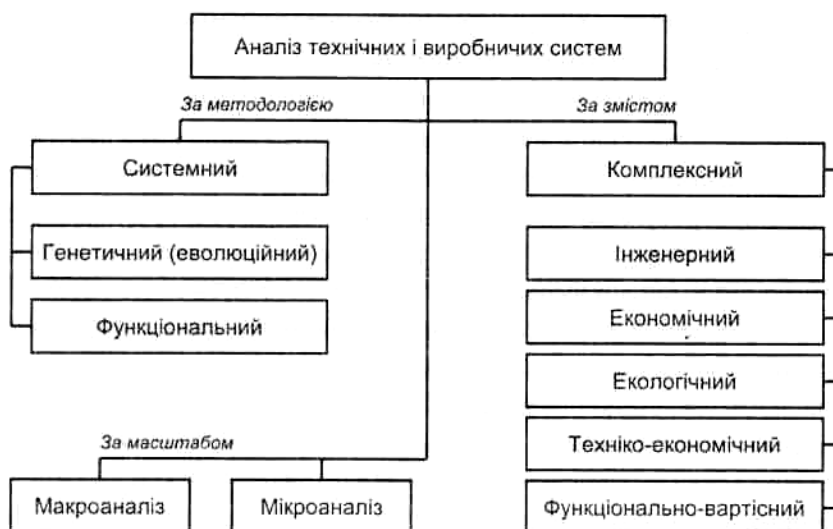 Аналіз технічних і виробничих систем
За методологією
За змістом
Системний
Комплексний
Генетичний (еволюційний)
Інженерний
Функціональний
Економічний
Екологічний
За масштабом
Техніко-економічний
Макроаналіз
Мікроаналіз
Функціонально-вартісний